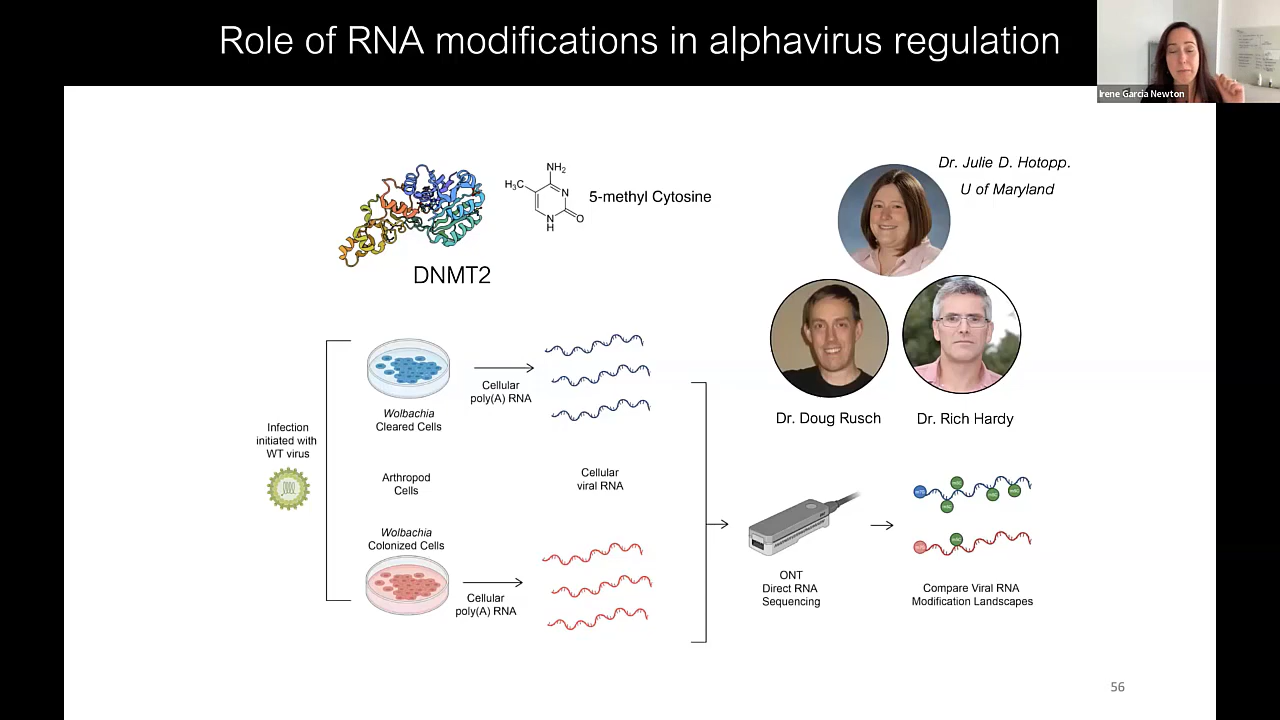 Role of RNA modifications in alphavirus regulation
Irene Garcia Newton
NH₂
H₃C
N
O
N
H
5-methyl Cytosine
DNMT2
Dr. Julie D. Hotopp.
U of Maryland
Dr. Doug Rusch
Dr. Rich Hardy
Infection
initiated with
WT virus
Wolbachia
Cleared Cells
Cellular
poly(A) RNA
Arthropod
Cells
Cellular
viral RNA
Wolbachia
Colonized Cells
Cellular
poly(A) RNA
ONT
Direct RNA
Sequencing
Compare Viral RNA
Modification Landscapes
56